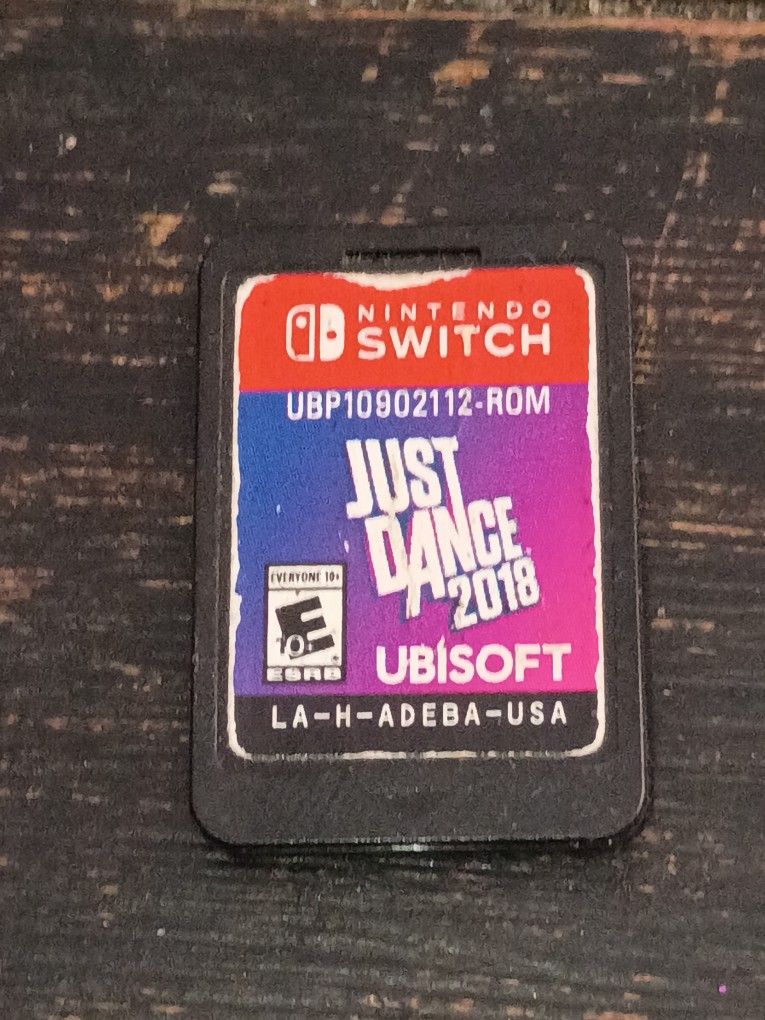 NINTENDO
SWITCH
UBP10902112-ROM
JUST
DANCE
2018
EVERYONE 10+
E
10+
ESRB
UBISOFT
LA-H-ADEBA-USA